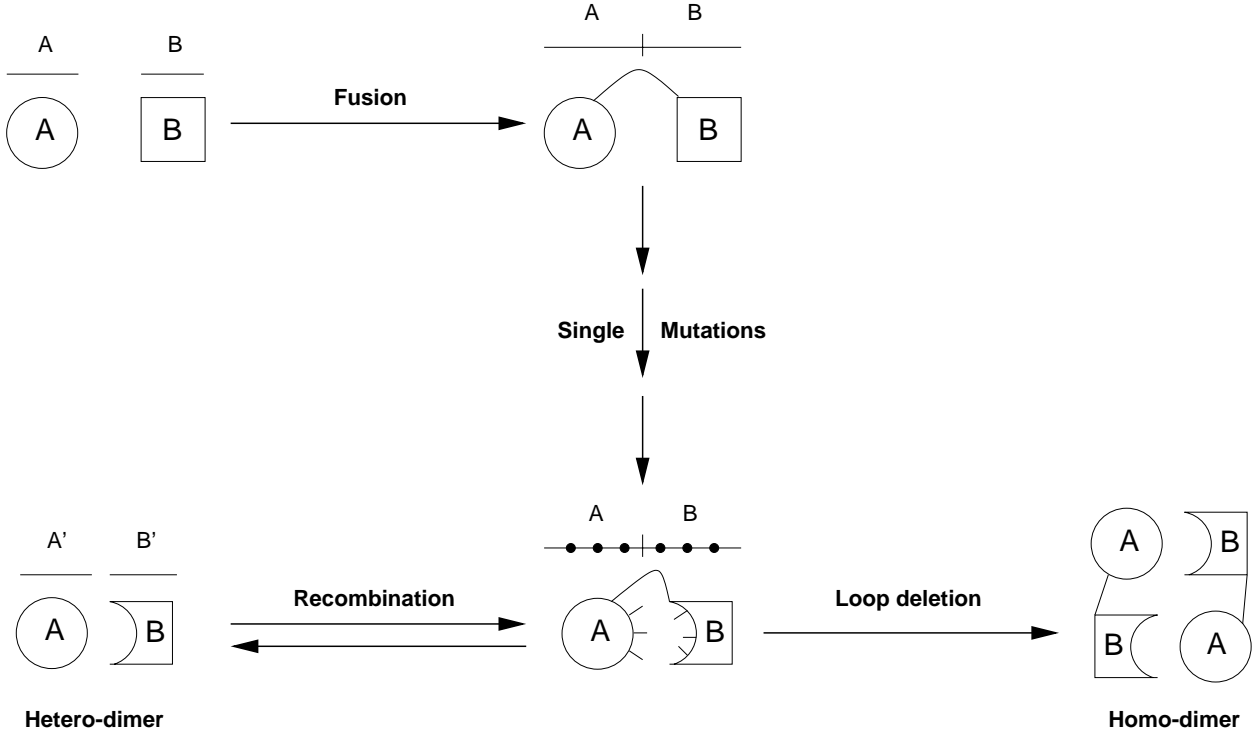 A B
A B
A B
Fusion
A B
Single Mutations
A B
A' B'
A B
Hetero-dimer
Recombination
A B
Loop deletion
A B
B A
Homo-dimer